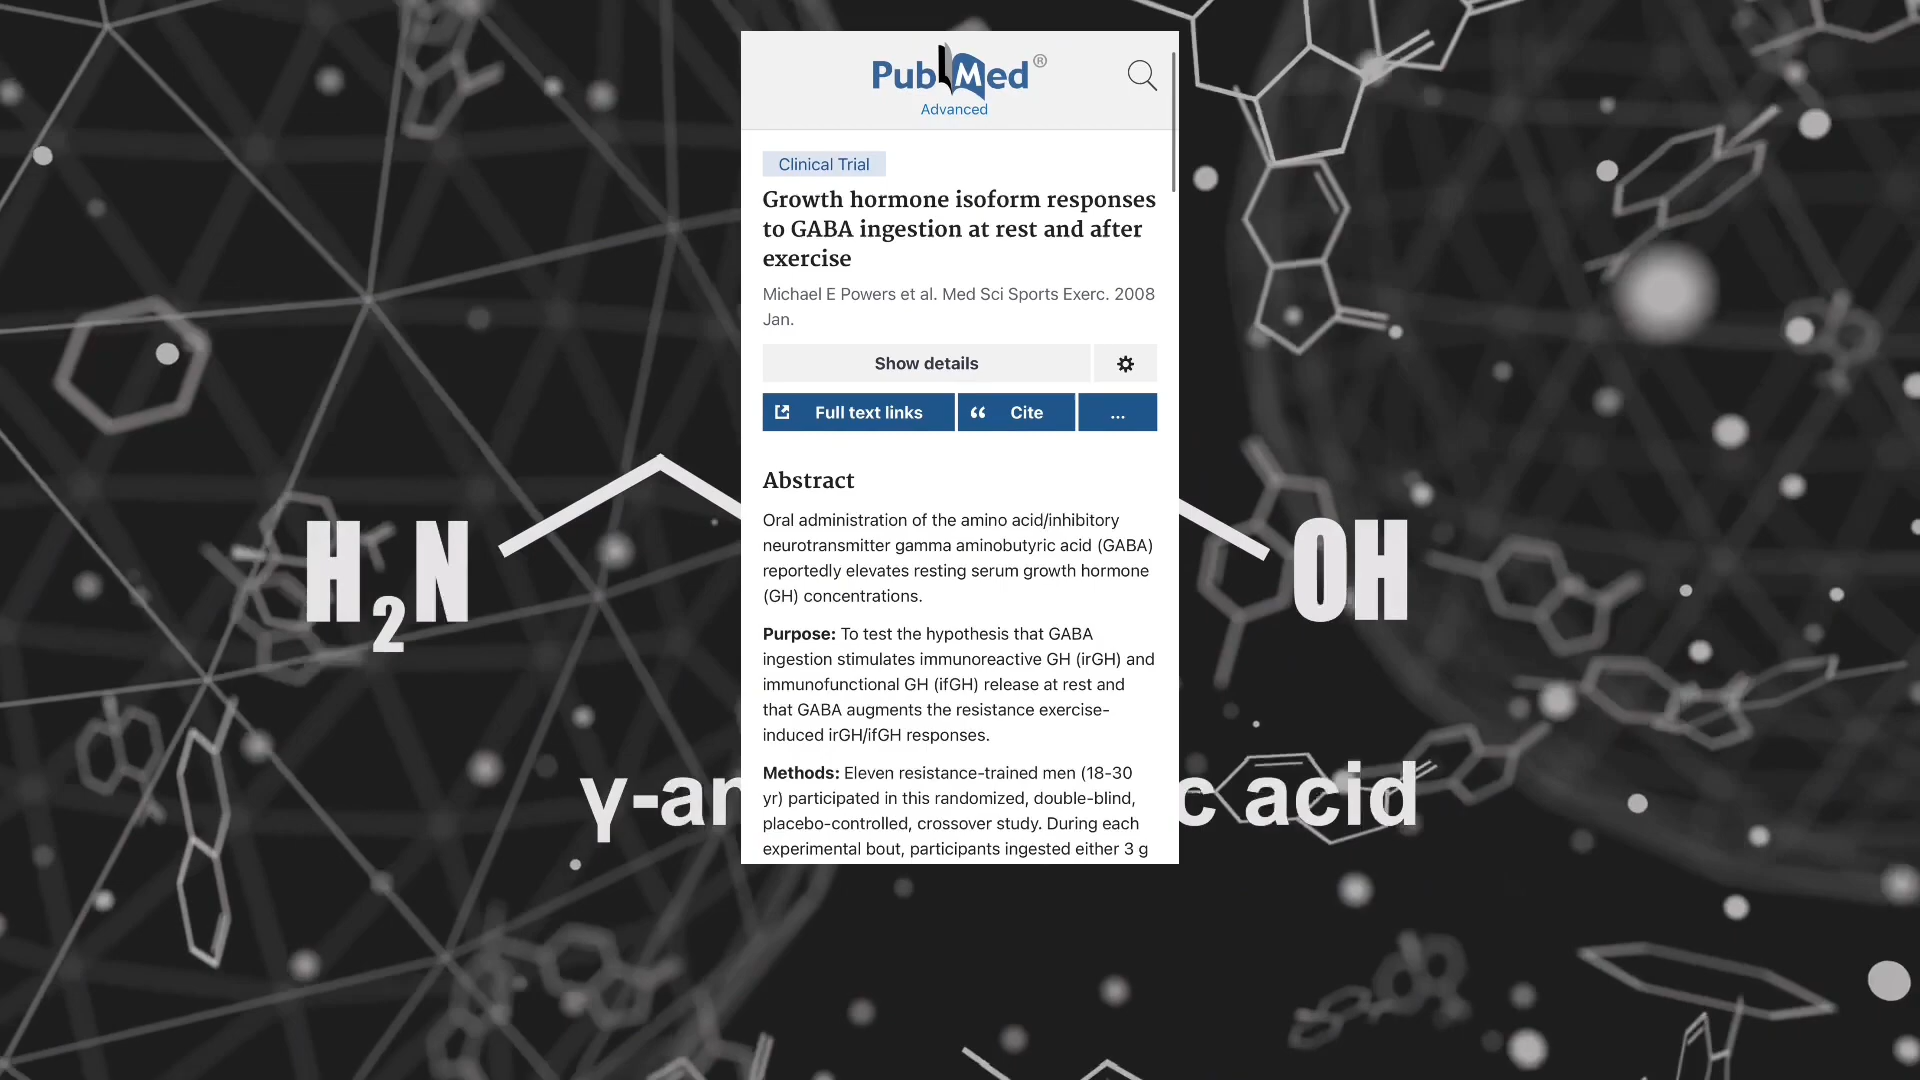 PubMed®
Advanced
Clinical Trial
Growth hormone isoform responses
to GABA ingestion at rest and after
exercise
Michael E Powers et al. Med Sci Sports Exerc. 2008
Jan.
Show details
Full text links
Cite
...
Abstract
Oral administration of the amino acid/inhibitory
neurotransmitter gamma aminobutyric acid (GABA)
reportedly elevates resting serum growth hormone
(GH) concentrations.
Purpose: To test the hypothesis that GABA
ingestion stimulates immunoreactive GH (irGH) and
immunofunctional GH (ifGH) release at rest and
that GABA augments the resistance exercise-
induced irGH/ifGH responses.
Methods: Eleven resistance-trained men (18-30
yr) participated in this randomized, double-blind,
placebo-controlled, crossover study. During each
experimental bout, participants ingested either 3 g
H2N
OH
γ-am
c acid